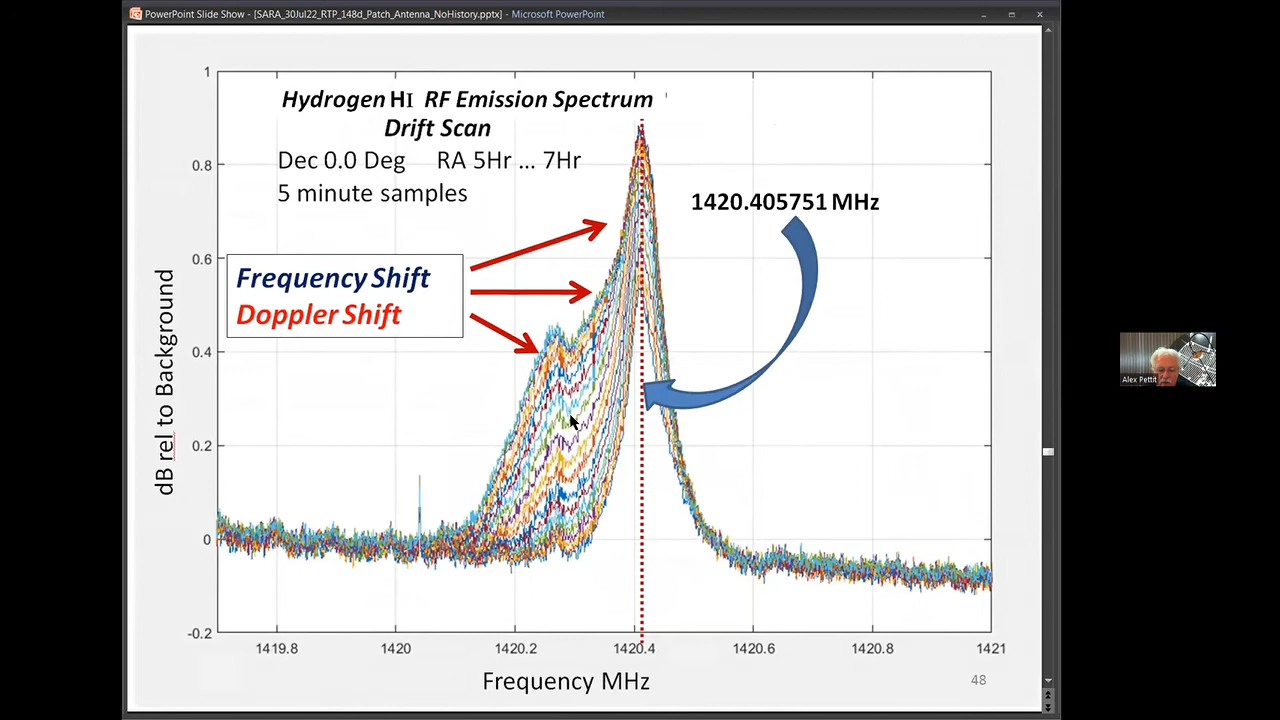 PowerPoint Slide Show - [SARA_30Jul22_RTP_148d_Patch_Antenna_NoHistory.pptx] - Microsoft PowerPoint
Hydrogen HI RF Emission Spectrum
Drift Scan
Dec 0.0 Deg RA 5Hr ... 7Hr
5 minute samples
1420.405751 MHz
Frequency Shift
Doppler Shift
dB rel to Background
1
0.8
0.6
0.4
0.2
0
-0.2
1419.8 1420 1420.2 1420.4 1420.6 1420.8 1421
Frequency MHz
48
Alex Pettit